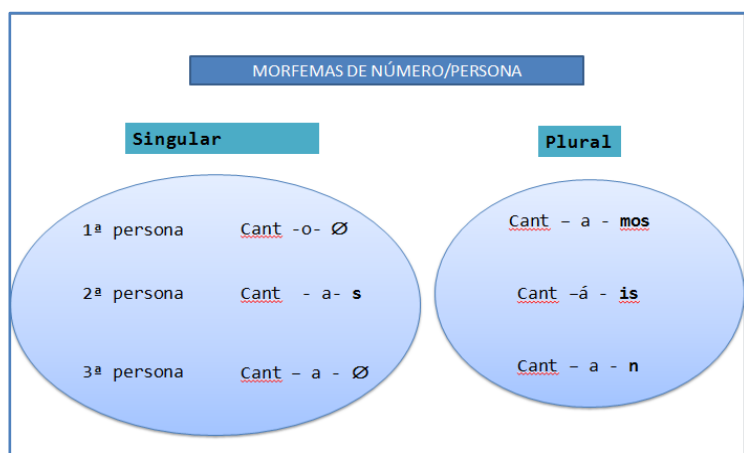 MORFEMAS DE NÚMERO/PERSONA
Singular
1ª persona Cant -o- Ø
2ª persona Cant - a- s
3ª persona Cant – a - Ø
Plural
Cant – a - mos
Cant –á - is
Cant – a - n